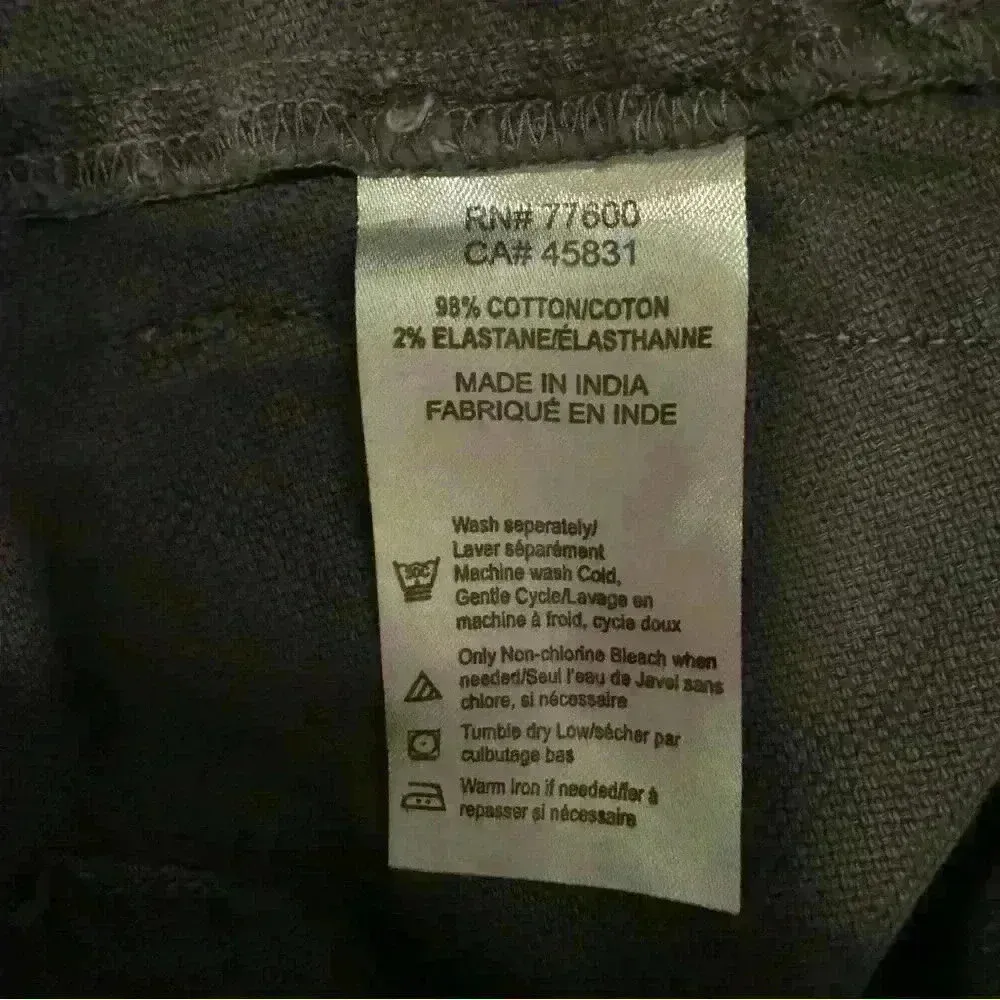 RN# 77600
CA# 45831
98% COTTON/COTON
2% ELASTANE/ÉLASTHANNE
MADE IN INDIA
FABRIQUÉ EN INDE
Wash seperately/
Laver séparément
30C
Machine wash Cold,
Gentle Cycle/Lavage en
machine à froid, cycle doux
Only Non-chlorine Bleach when
needed/Seul l'eau de Javel sans
chlore, si nécessaire
Tumble dry Low/sécher par
culbutage bas
Warm Iron if needed/fer à
repasser si nécessaire